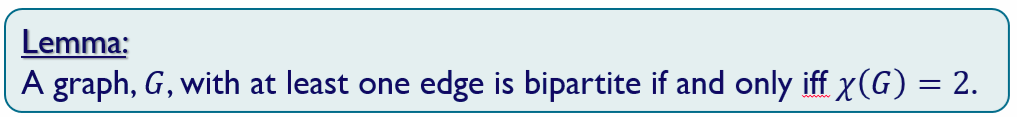 Lemma:
A graph, G, with at least one edge is bipartite if and only iff χ(G) = 2.